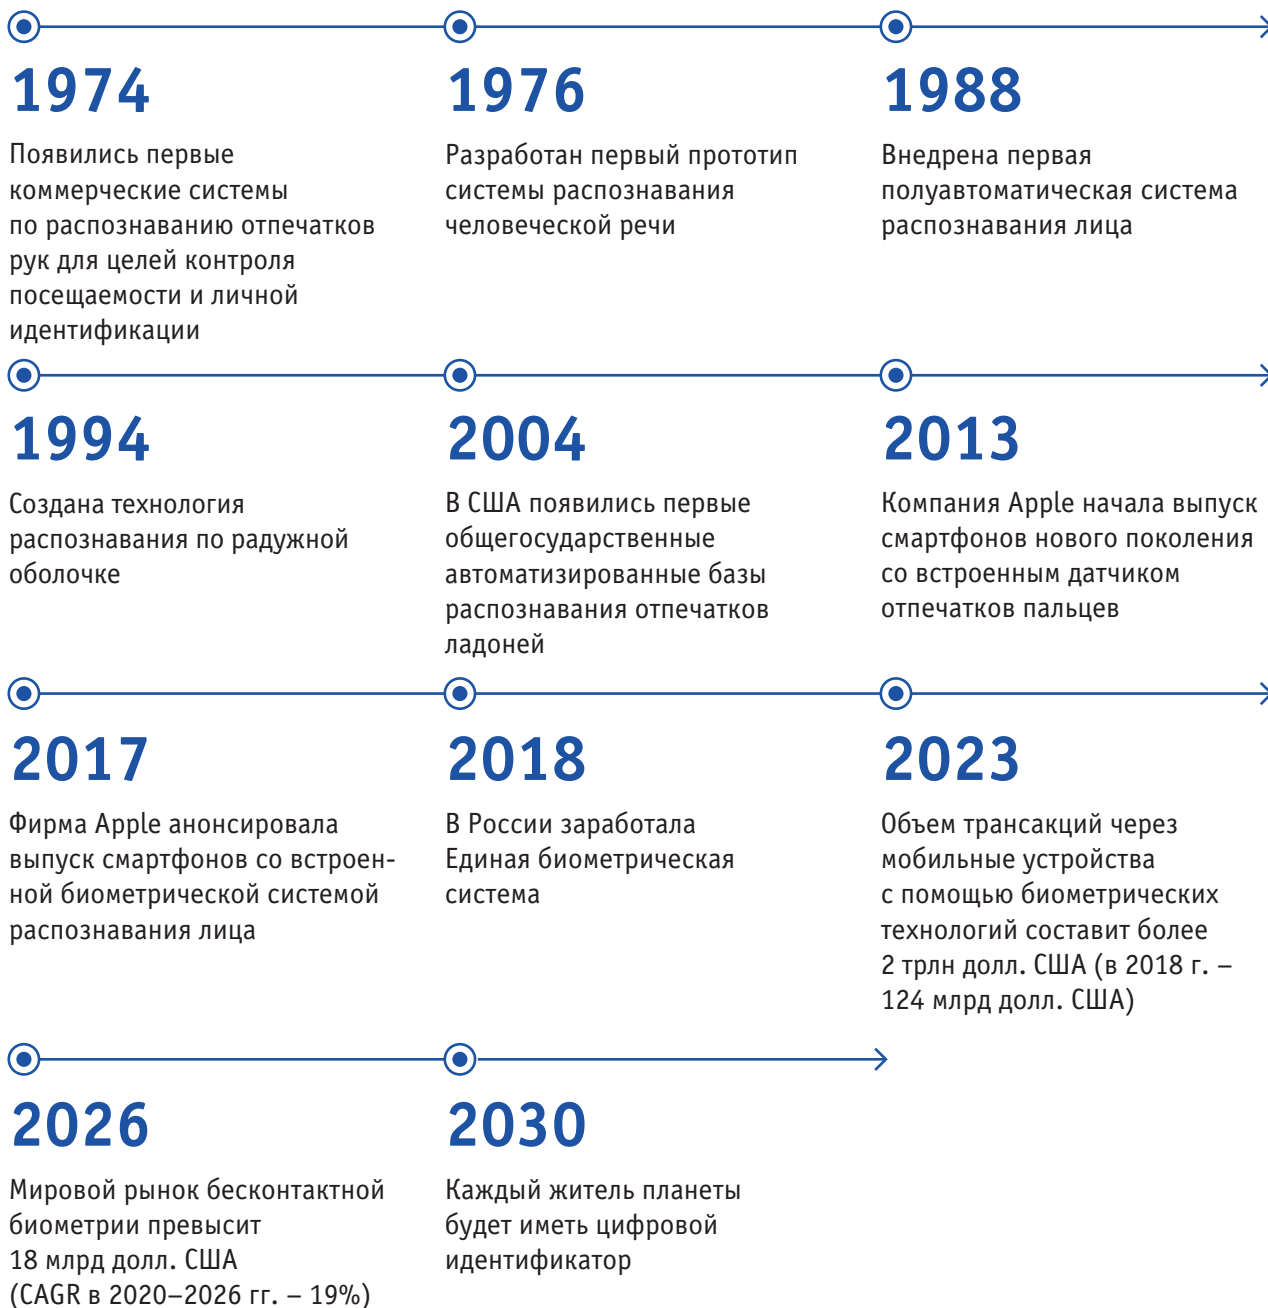 1974
Появились первые
коммерческие системы
по распознаванию отпечатков
рук для целей контроля
посещаемости и личной
идентификации
1976
Разработан первый прототип
системы распознавания
человеческой речи
1988
Внедрена первая
полуавтоматическая система
распознавания лица
1994
Создана технология
распознавания по радужной
оболочке
2004
В США появились первые
общегосударственные
автоматизированные базы
распознавания отпечатков
ладоней
2013
Компания Apple начала выпуск
смартфонов нового поколения
со встроенным датчиком
отпечатков пальцев
2017
Фирма Apple анонсировала
выпуск смартфонов со встроен-
ной биометрической системой
распознавания лица
2018
В России заработала
Единая биометрическая
система
2023
Объем трансакций через
мобильные устройства
с помощью биометрических
технологий составит более
2 трлн долл. США (в 2018 г. –
124 млрд долл. США)
2026
Мировой рынок бесконтактной
биометрии превысит
18 млрд долл. США
(CAGR в 2020–2026 гг. – 19%)
2030
Каждый житель планеты
будет иметь цифровой
идентификатор